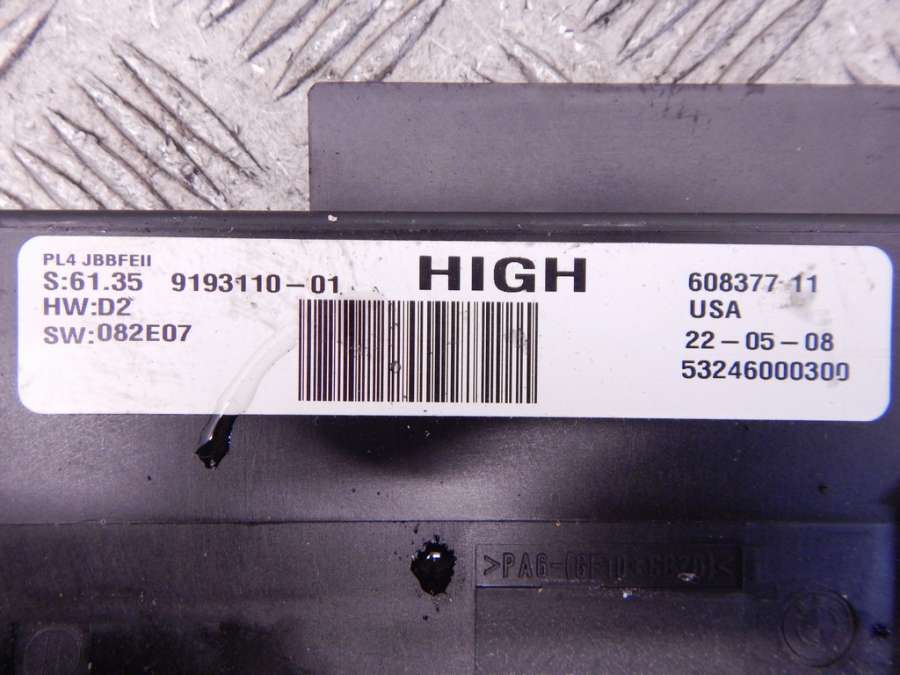 PL4 JBBFEII
S:61.35 9193110-01
HW:D2
SW:082E07
HIGH
608377 11
USA
22-05-08
53246000300